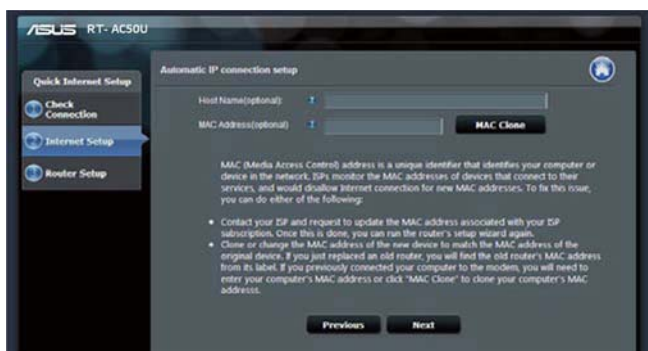 ASUS RT-AC50U
Quick Internet Setup
1 Check
Connection
2 Internet Setup
3 Router Setup
Automatic IP connection setup
Host Name(optional):
MAC Address(optional)
MAC Clone
MAC (Media Access Control) address is a unique identifier that identifies your computer or
device in the network. ISPs monitor the MAC addresses of devices that connect to their
services, and would disallow Internet connection for new MAC addresses. To fix this issue,
you can do either of the following:
• Contact your ISP and request to update the MAC address associated with your ISP
subscription. Once this is done, you can run the router's setup wizard again.
• Clone or change the MAC address of the new device to match the MAC address of the
original device. If you just replaced an old router, you will find the old router's MAC address
from its label. If you previously connected your computer to the modem, you will need to
enter your computer's MAC address or click "MAC Clone" to clone your computer's MAC
addresss.
Previous
Next